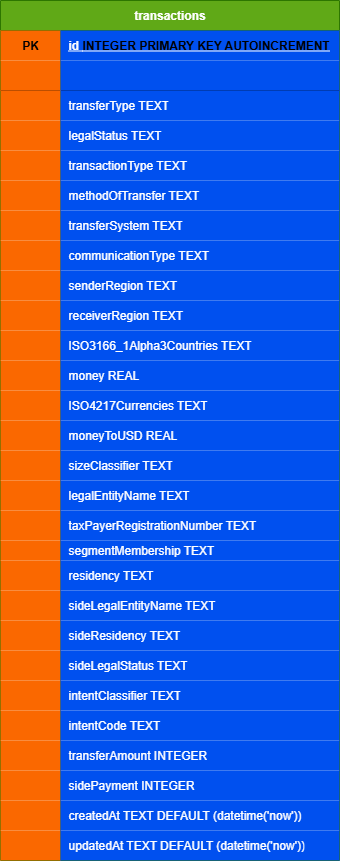 transactions
PK id INTEGER PRIMARY KEY AUTOINCREMENT
transferType TEXT
legalStatus TEXT
transactionType TEXT
methodOfTransfer TEXT
transferSystem TEXT
communicationType TEXT
senderRegion TEXT
receiverRegion TEXT
ISO3166_1Alpha3Countries TEXT
money REAL
ISO4217Currencies TEXT
moneyToUSD REAL
sizeClassifier TEXT
legalEntityName TEXT
taxPayerRegistrationNumber TEXT
segmentMembership TEXT
residency TEXT
sideLegalEntityName TEXT
sideResidency TEXT
sideLegalStatus TEXT
intentClassifier TEXT
intentCode TEXT
transferAmount INTEGER
sidePayment INTEGER
createdAt TEXT DEFAULT (datetime('now'))
updatedAt TEXT DEFAULT (datetime('now'))